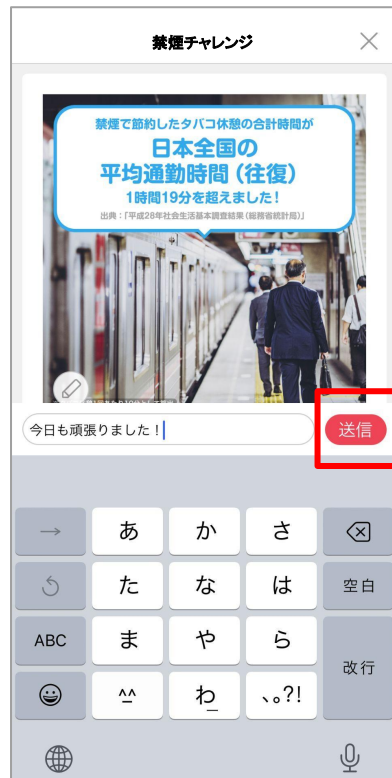 禁煙チャレンジ
禁煙で節約したタバコ休憩の合計時間が
日本全国の
平均通勤時間（往復）
1時間19分を超えました！
出典：「平成28年社会生活基本調査結果（総務省統計局）」
今日も頑張りました！
送信
→ あ か さ
た な は 空白
ABC ま や ら
改行
^^ わ_ 、。?!